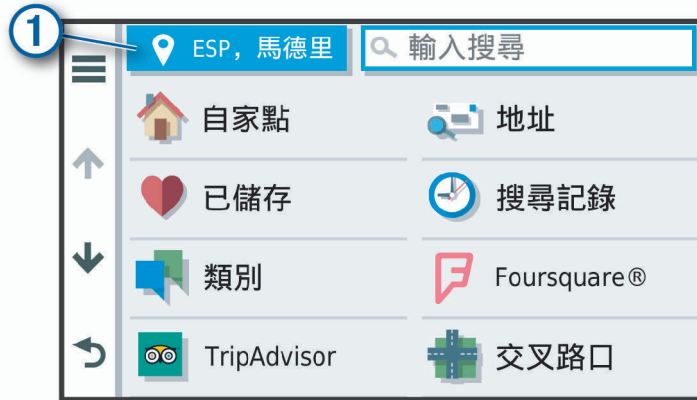 1
ESP, 馬德里
輸入搜尋
自家點
地址
已儲存
搜尋記錄
類別
Foursquare®
TripAdvisor
交叉路口